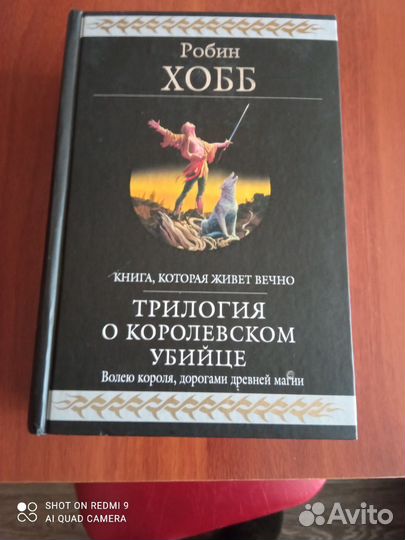 Робин
ХОББ
КНИГА, КОТОРАЯ ЖИВЕТ ВЕЧНО
ТРИЛОГИЯ
О КОРОЛЕВСКОМ
УБИЙЦЕ
Волею короля, дорогами древней магии
SHOT ON REDMI 9
AI QUAD CAMERA
Avito